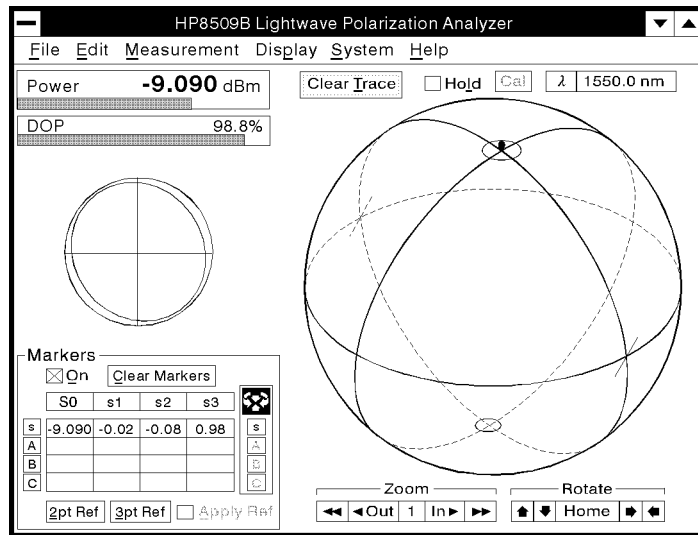 HP8509B Lightwave Polarization Analyzer
File Edit Measurement Display System Help
Power -9.090 dBm
DOP 98.8%
Clear Trace Hold Cal λ 1550.0 nm
Markers
On Clear Markers
S0 s1 s2 s3
s -9.090 -0.02 -0.08 0.98 s
A A
B B
C C
2pt Ref 3pt Ref Apply Ref
Zoom
Out 1 In
Rotate
Home